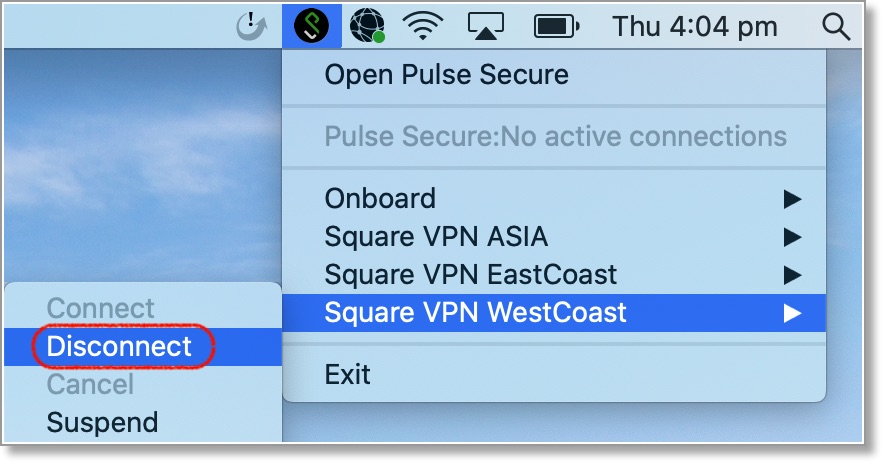 Thu 4:04 pm
Open Pulse Secure
Pulse Secure:No active connections
Onboard
Square VPN ASIA
Square VPN EastCoast
Square VPN WestCoast
Exit
Connect
Disconnect
Cancel
Suspend